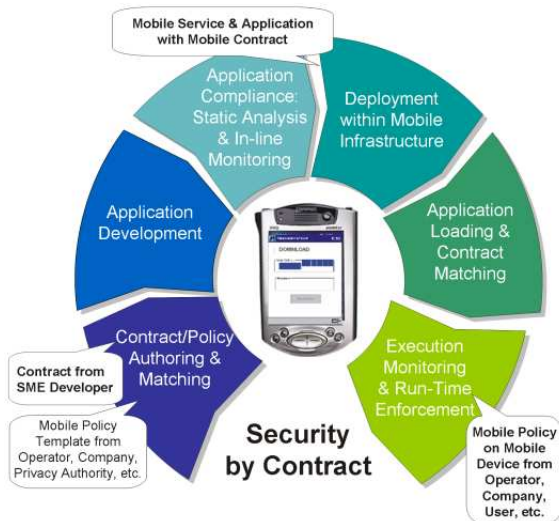 Mobile Service & Application
with Mobile Contract
Application
Compliance:
Static Analysis
& In-line
Monitoring
Deployment
within Mobile
Infrastructure
Application
Development
Application
Loading &
Contract
Matching
DOWNLOAD
Contract/Policy
Authoring &
Matching
Execution
Monitoring
& Run-Time
Enforcement
Contract from
SME Developer
Mobile Policy
Template from
Operator, Company,
Privacy Authority, etc.
Security
by Contract
Mobile Policy
on Mobile
Device from
Operator,
Company,
User, etc.